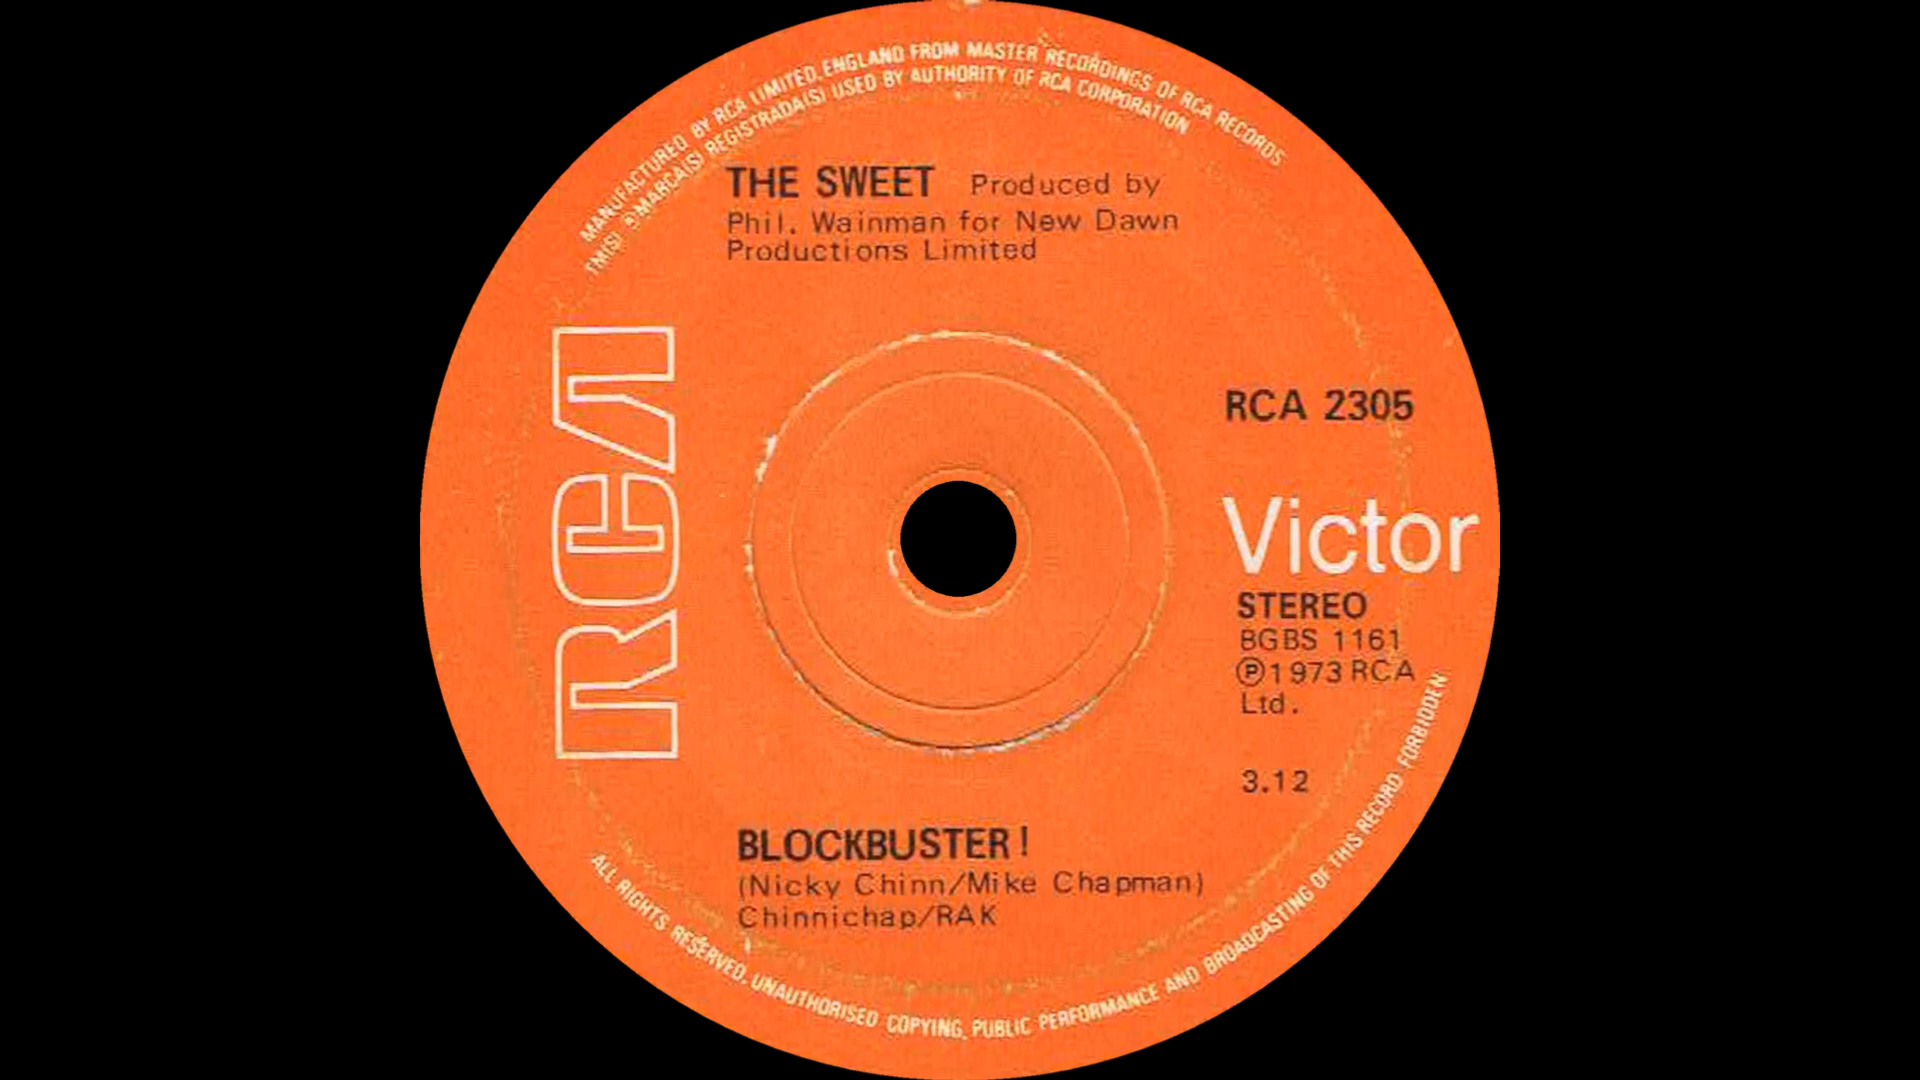 MANUFACTURED BY RCA LIMITED, ENGLAND FROM MASTER RECORDINGS OF RCA RECORDS
TM(S) ® MARCA(S) REGISTRADA(S) USED BY AUTHORITY OF RCA CORPORATION
THE SWEET Produced by
Phil. Wainman for New Dawn
Productions Limited
RCA
RCA 2305
Victor
STEREO
BGBS 1161
℗1973 RCA
Ltd.
3.12
BLOCKBUSTER!
(Nicky Chinn/Mike Chapman)
Chinnichap/RAK
ALL RIGHTS RESERVED. UNAUTHORISED COPYING, PUBLIC PERFORMANCE AND BROADCASTING OF THIS RECORD FORBIDDEN